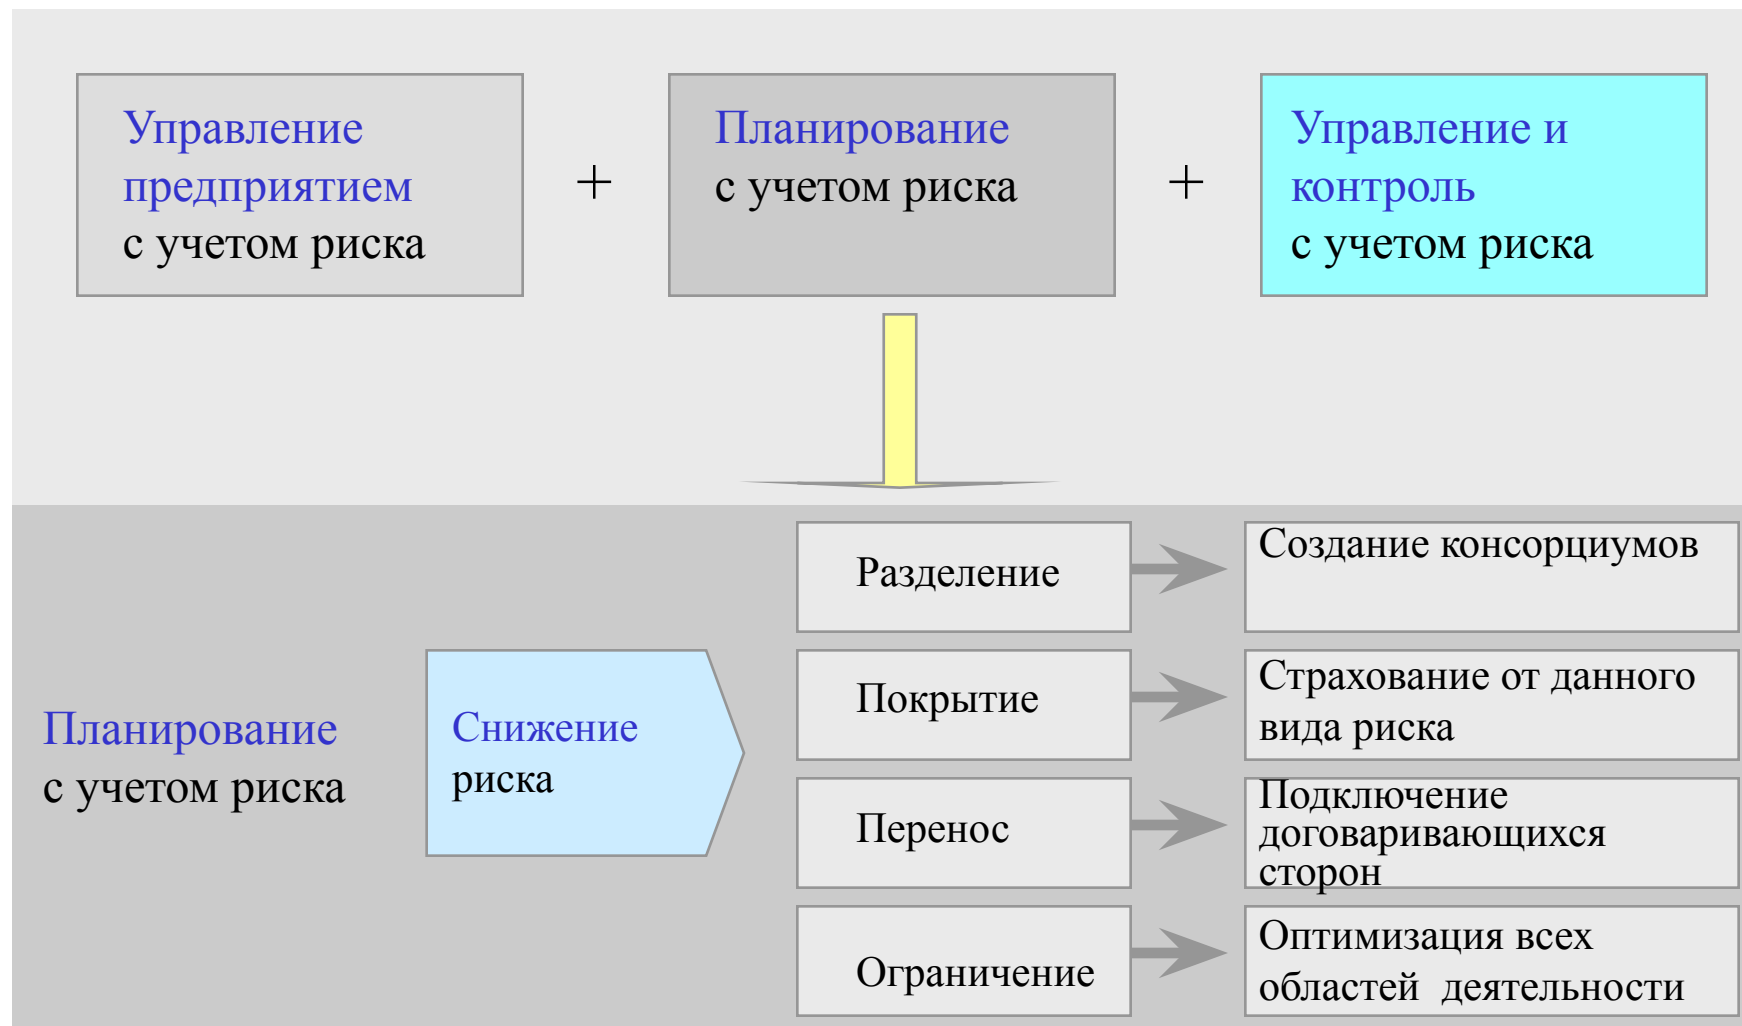 Управление
предприятием
с учетом риска
+
Планирование
с учетом риска
+
Управление и
контроль
с учетом риска
Планирование
с учетом риска
Снижение
риска
Разделение
Создание консорциумов
Покрытие
Страхование от данного
вида риска
Перенос
Подключение
договаривающихся
сторон
Ограничение
Оптимизация всех
областей  деятельности